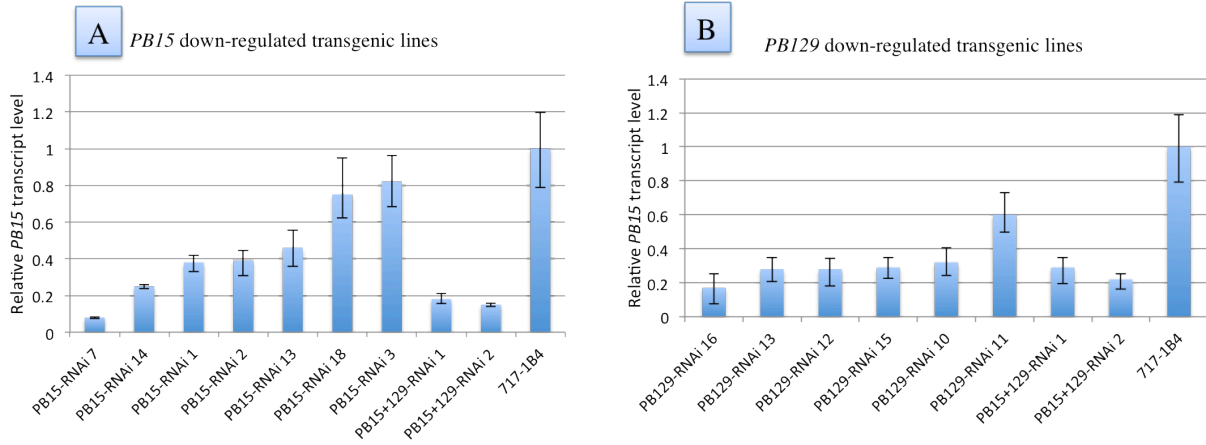 A
PB15 down-regulated transgenic lines
Relative PB15 transcript level
1.4
1.2
1
0.8
0.6
0.4
0.2
0
PB15-RNAi 7
PB15-RNAi 14
PB15-RNAi 1
PB15-RNAi 2
PB15-RNAi 13
PB15-RNAi 18
PB15-RNAi 3
PB15+129-RNAi 1
PB15+129-RNAi 2
717-1B4
B
PB129 down-regulated transgenic lines
Relative PB15 transcript level
1.4
1.2
1
0.8
0.6
0.4
0.2
0
PB129-RNAi 16
PB129-RNAi 13
PB129-RNAi 12
PB129-RNAi 15
PB129-RNAi 10
PB129-RNAi 11
PB15+129-RNAi 1
PB15+129-RNAi 2
717-1B4